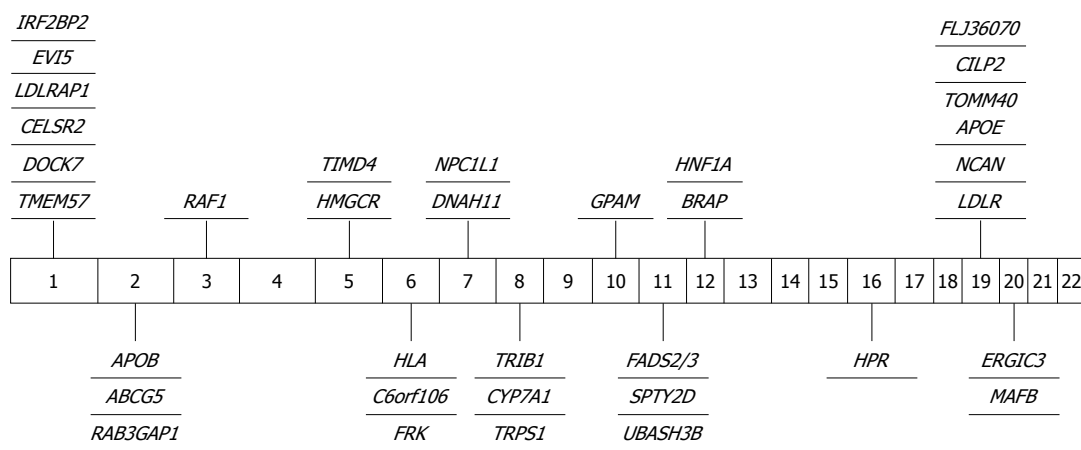 IRF2BP2
EVI5
LDLRAP1
CELSR2
DOCK7
TMEM57
RAF1
TIMD4
HMGCR
NPC1L1
DNAH11
GPAM
HNF1A
BRAP
FLJ36070
CILP2
TOMM40
APOE
NCAN
LDLR
1 2 3 4 5 6 7 8 9 10 11 12 13 14 15 16 17 18 19 20 21 22
APOB
ABCG5
RAB3GAP1
HLA
C6orf106
FRK
TRIB1
CYP7A1
TRPS1
FADS2/3
SPTY2D
UBASH3B
HPR
ERGIC3
MAFB